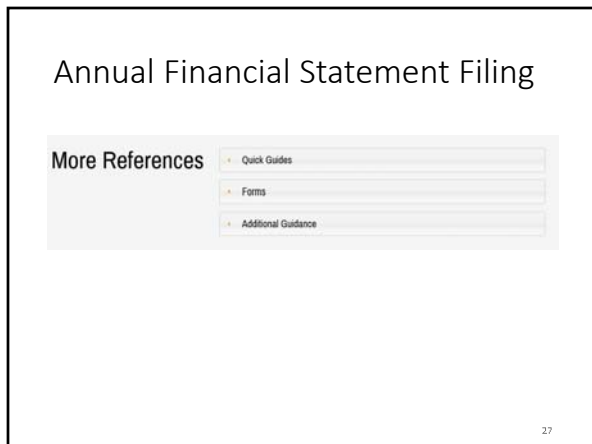 Annual Financial Statement Filing
More References
Quick Guides
Forms
Additional Guidance
27